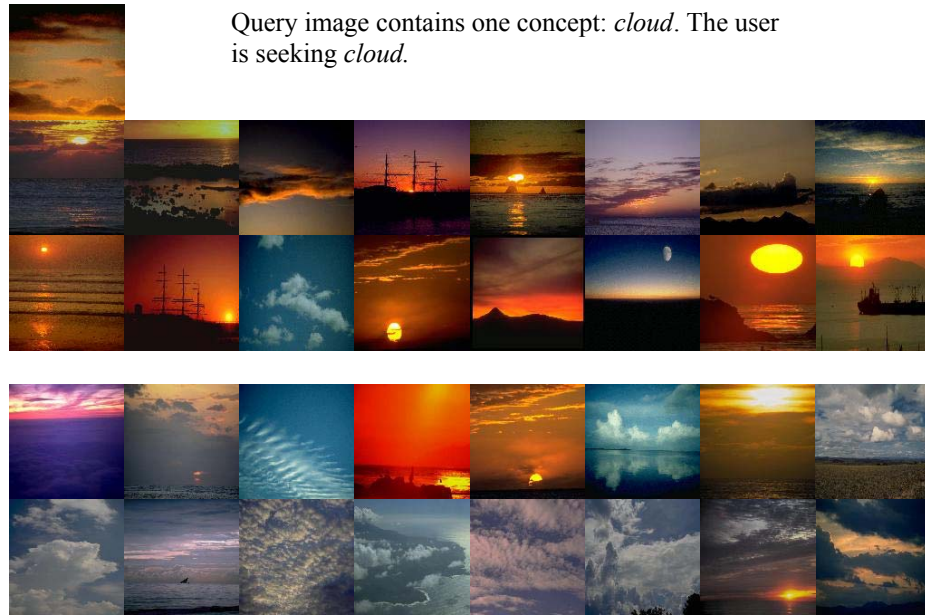 Query image contains one concept: cloud. The user
is seeking cloud.